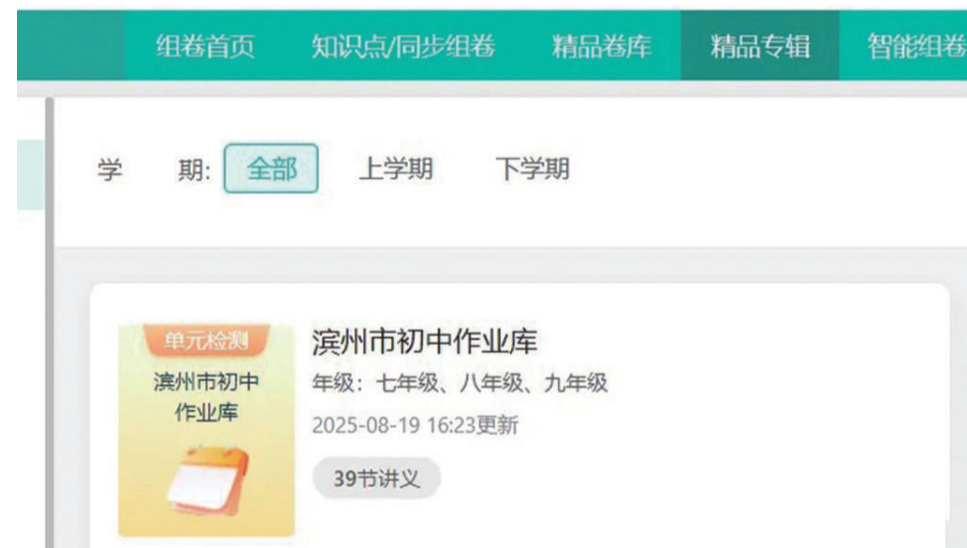 组卷首页 知识点/同步组卷 精品卷库 精品专辑 智能组卷
学 期: 全部 上学期 下学期
单元检测
滨州市初中
作业库
滨州市初中作业库
年级：七年级、八年级、九年级
2025-08-19 16:23更新
39节讲义